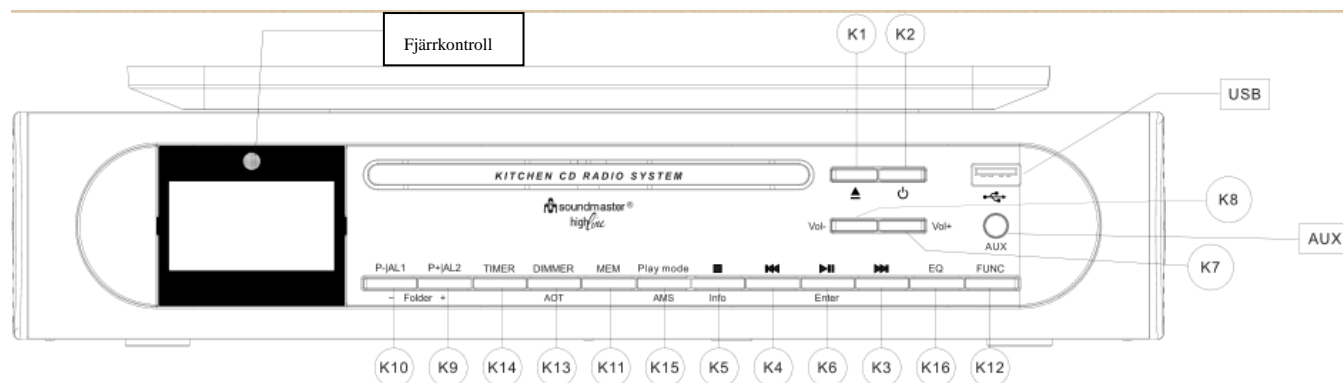 Fjärrkontroll
K1 K2
USB
KITCHEN CD RADIO SYSTEM
K8
soundmaster®
highline
Vol- Vol+
AUX
AUX
K7
P-|AL1 P+|AL2 TIMER DIMMER MEM Play mode EQ FUNC
- Folder + AOT AMS Info Enter
K10 K9 K14 K13 K11 K15 K5 K4 K6 K3 K16 K12